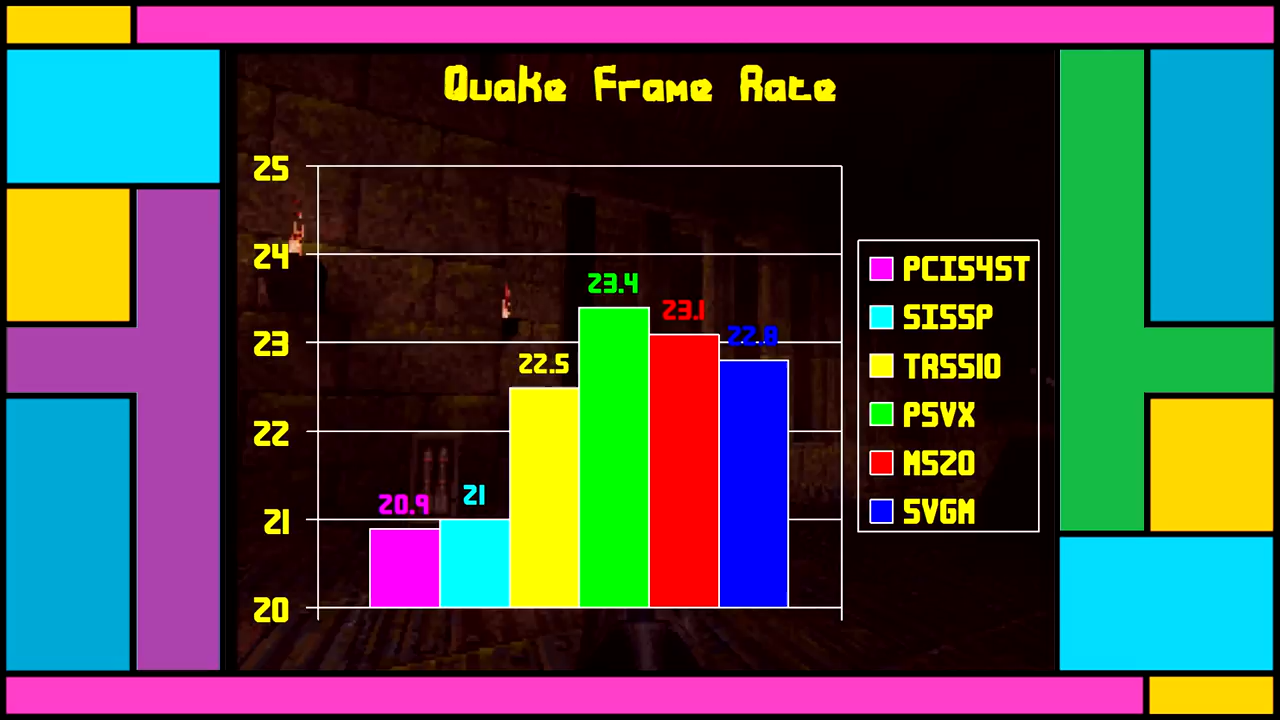 Quake Frame Rate
25
24
23
22
21
20
20.9
21
22.5
23.4
23.1
22.8
PCI54ST
SIS5P
TR5510
P5VX
M520
5VGM